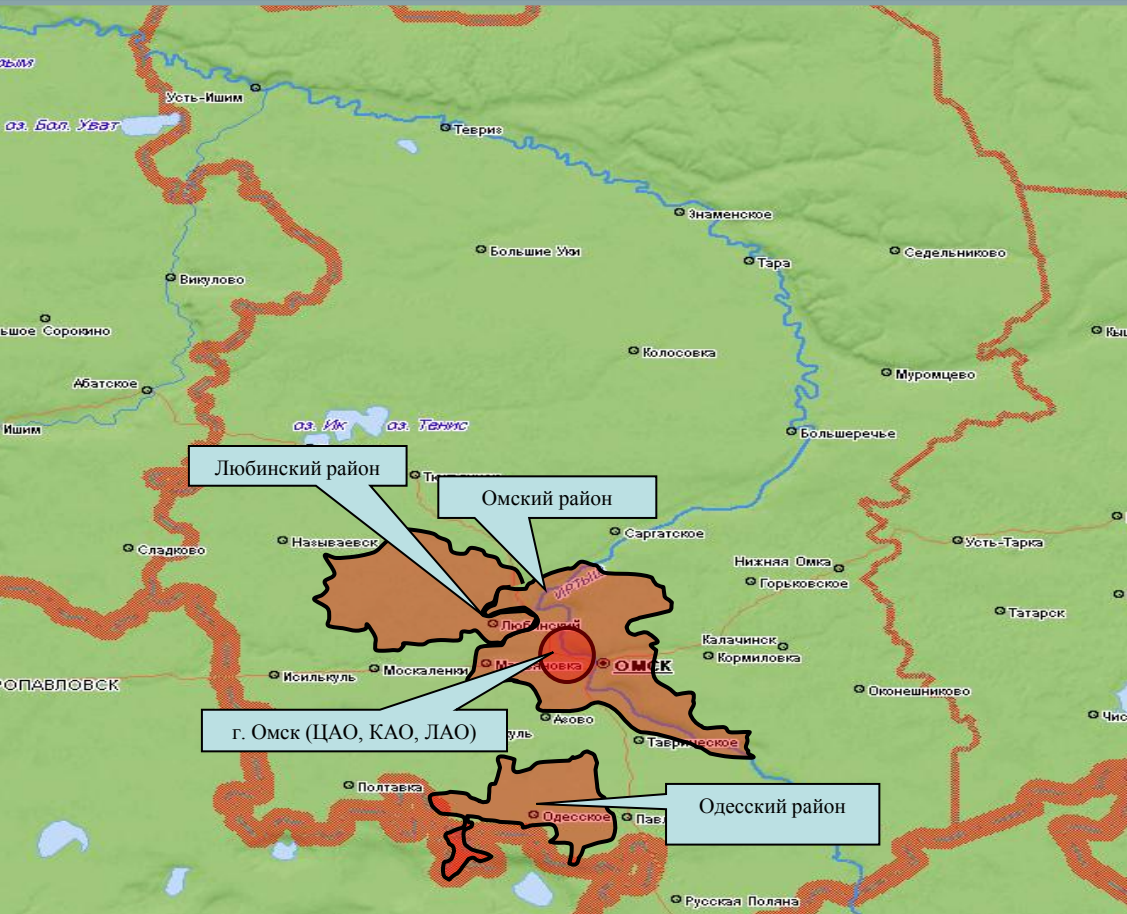 Усть-Ишим
оз. Бол. Уват
Тевриз
Знаменское
Большие Уки
Седельниково
Тара
Викулово
Сорокино
Колосовка
Абатское
Муромцево
Ишим
оз. Ик
оз. Тенис
Большеречье
Любинский район
Омский район
Саргатское
Называевск
Сладково
Усть-Тарка
Нижняя Омка
Горьковское
ИРТЫШ
Татарск
Любинский
Калачинск
Кормиловка
Москаленки
Марьяновка
ОМСК
Исилькуль
Оконешниково
г. Омск (ЦАО, КАО, ЛАО)
Азово
Таврическое
Полтавка
Одесский район
Одесское
Русская Поляна